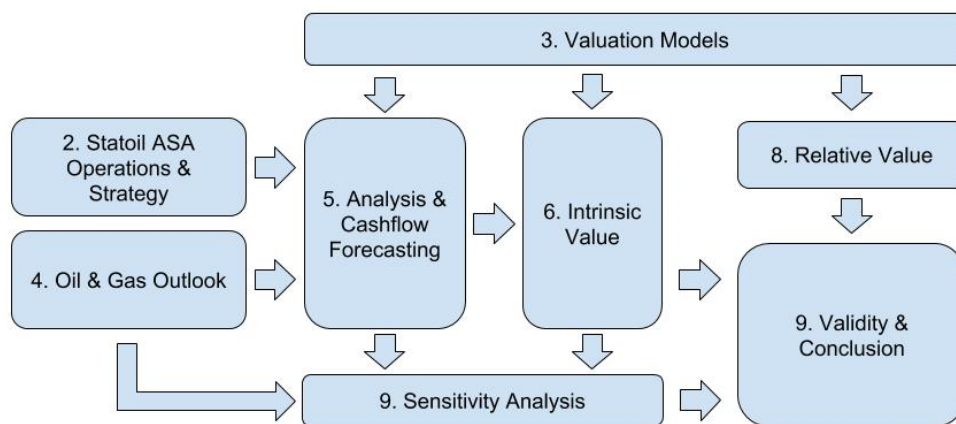 3. Valuation Models
2. Statoil ASA
Operations &
Strategy
5. Analysis &
Cashflow
Forecasting
6. Intrinsic
Value
8. Relative Value
4. Oil & Gas Outlook
9. Validity &
Conclusion
9. Sensitivity Analysis